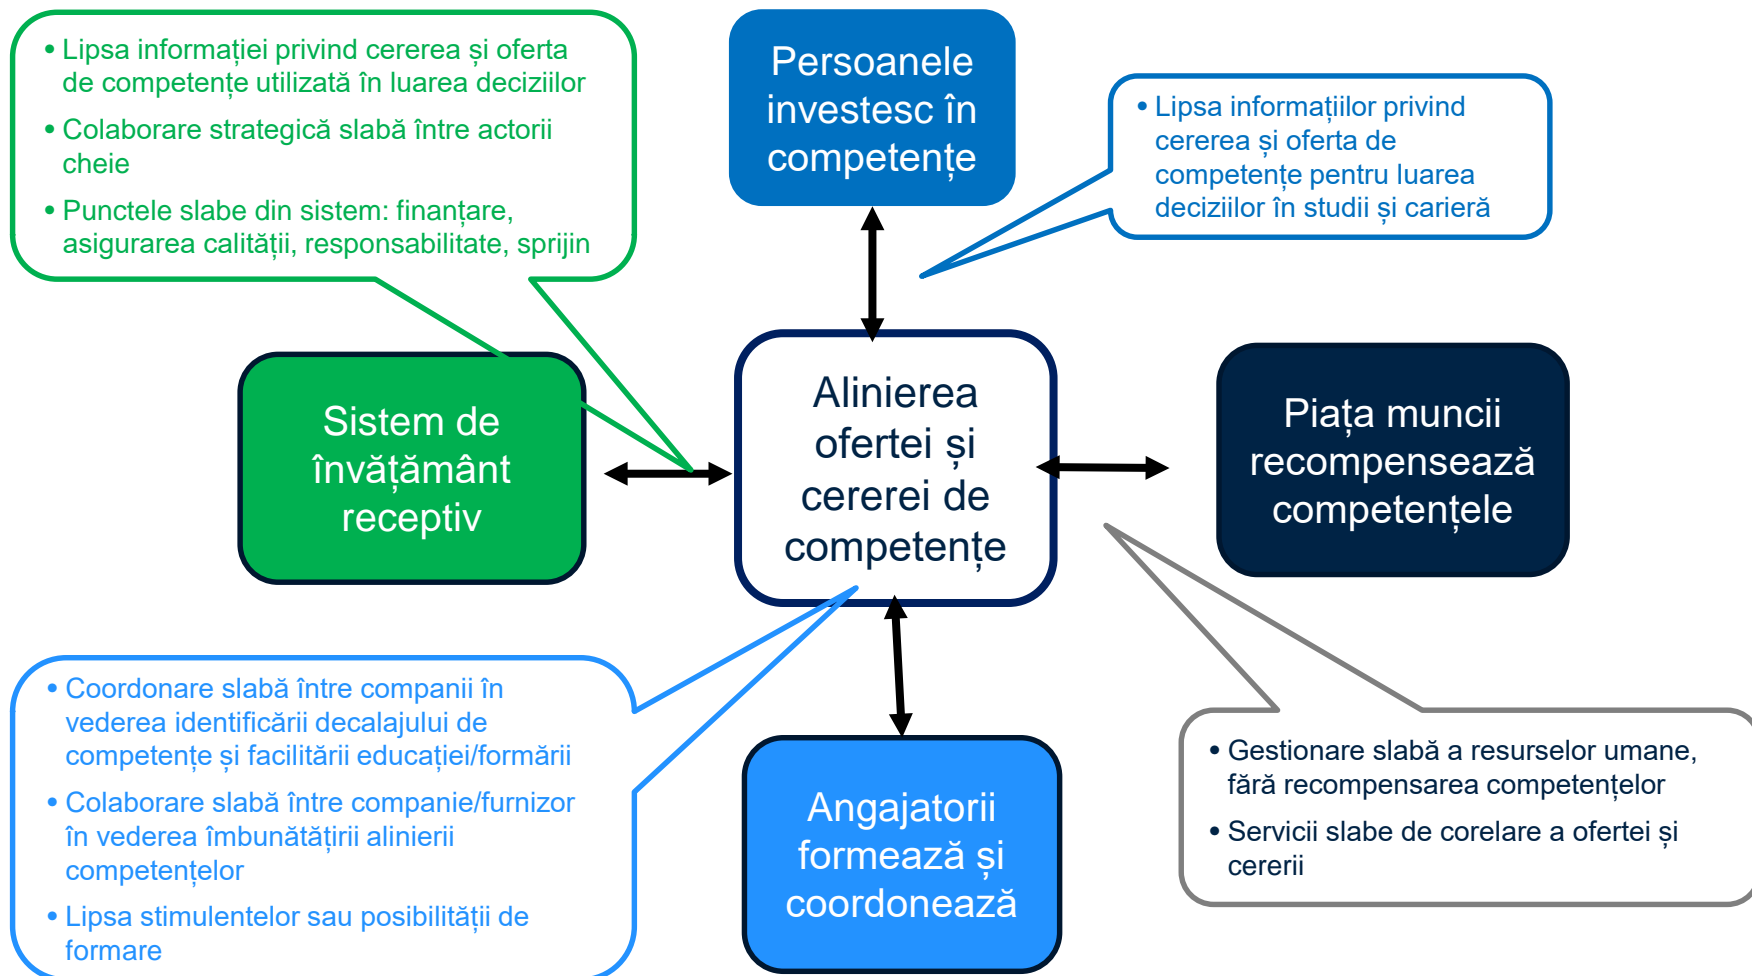 • Lipsa informației privind cererea și oferta
de competențe utilizată în luarea deciziilor
• Colaborare strategică slabă între actorii
cheie
• Punctele slabe din sistem: finanțare,
asigurarea calității, responsabilitate, sprijin
Persoanele
investesc în
competențe
• Lipsa informațiilor privind
cererea și oferta de
competențe pentru luarea
deciziilor în studii și carieră
Sistem de
învățământ
receptiv
Alinierea
ofertei și
cererei de
competențe
Piața muncii
recompensează
competențele
• Coordonare slabă între companii în
vederea identificării decalajului de
competențe și facilitării educației/formării
• Colaborare slabă între companie/furnizor
în vederea îmbunătățirii alinierii
competențelor
• Lipsa stimulentelor sau posibilității de
formare
Angajatorii
formează și
coordonează
• Gestionare slabă a resurselor umane,
fără recompensarea competențelor
• Servicii slabe de corelare a ofertei și
cererii